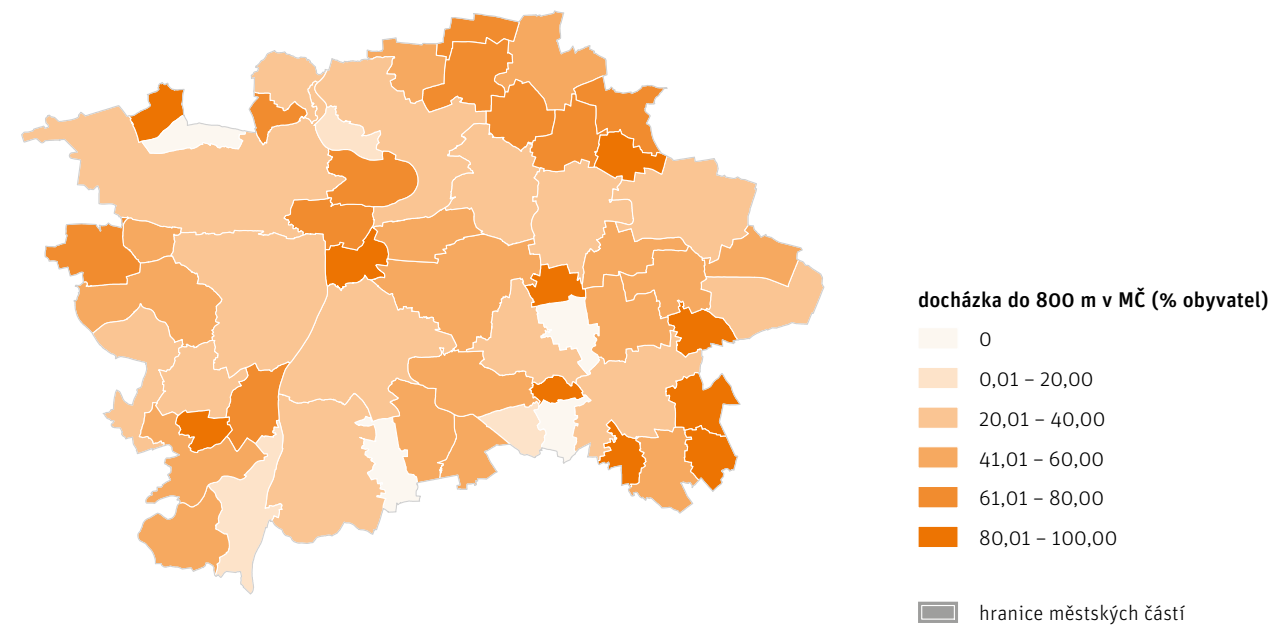 docházka do 800 m v MČ (% obyvatel)
0
0,01 – 20,00
20,01 – 40,00
41,01 – 60,00
61,01 – 80,00
80,01 – 100,00
hranice městských částí